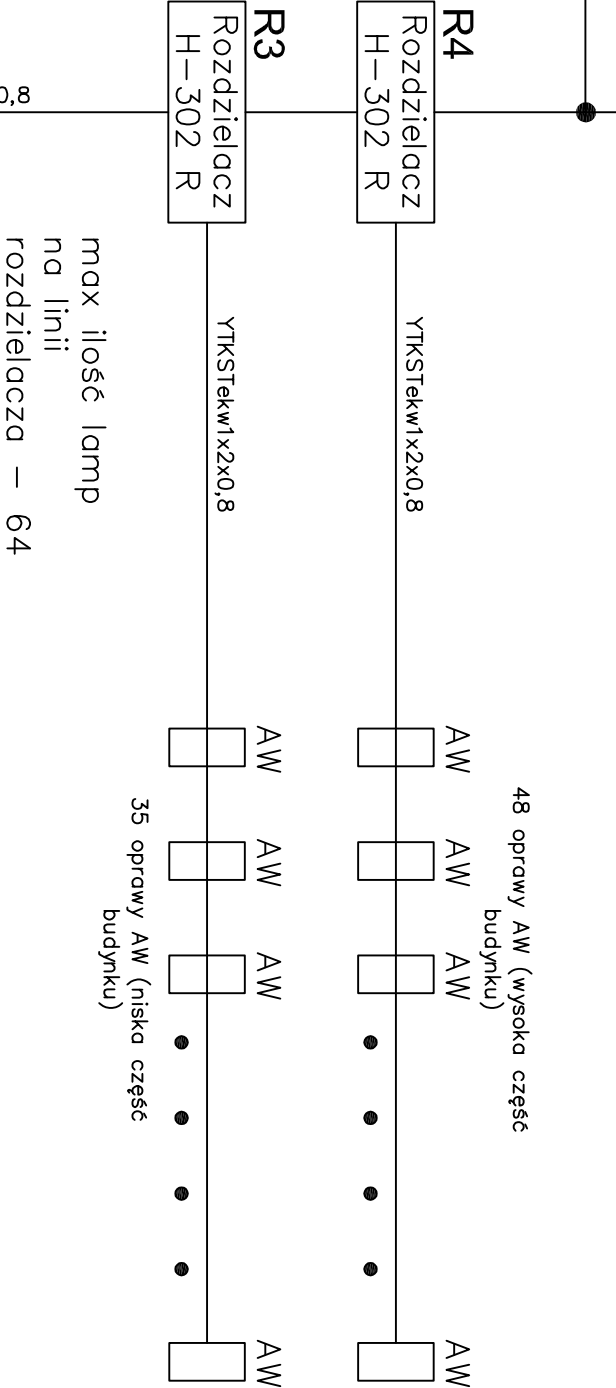 R4
Rozdzielacz
H-302 R
YTKSTekw1x2x0,8
AW
AW
AW
AW
48 oprawy AW (wysoka część
budynku)
R3
Rozdzielacz
H-302 R
YTKSTekw1x2x0,8
AW
AW
AW
AW
35 oprawy AW (niska część
budynku)
0,8
max ilość lamp
na linii
rozdzielacza - 64